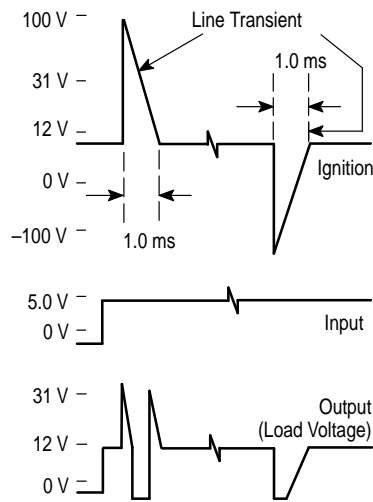 100 V
Line Transient
1.0 ms
31 V
12 V
Ignition
0 V
–100 V
1.0 ms
5.0 V
0 V
Input
31 V
Output
(Load Voltage)
12 V
0 V